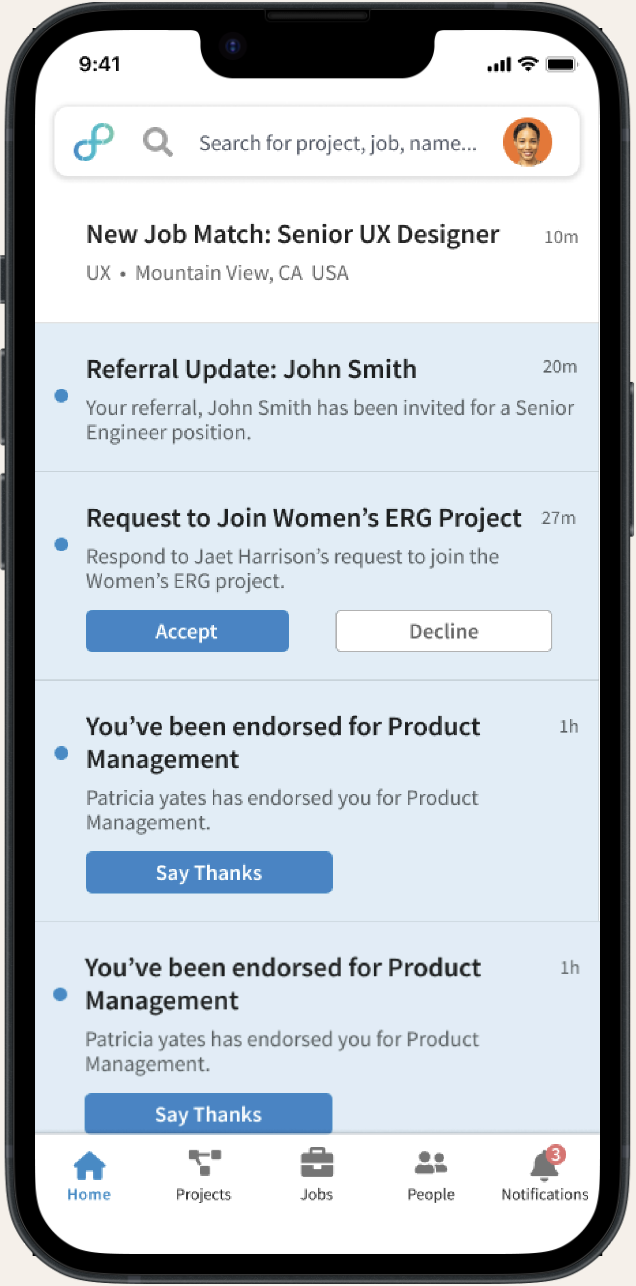 9:41
Search for project, job, name...
New Job Match: Senior UX Designer 10m
UX • Mountain View, CA USA
Referral Update: John Smith 20m
Your referral, John Smith has been invited for a Senior
Engineer position.
Request to Join Women’s ERG Project 27m
Respond to Jaet Harrison’s request to join the
Women’s ERG project.
Accept Decline
You’ve been endorsed for Product 1h
Management
Patricia yates has endorsed you for Product
Management.
Say Thanks
You’ve been endorsed for Product 1h
Management
Patricia yates has endorsed you for Product
Management.
Say Thanks
3
Home Projects Jobs People Notifications